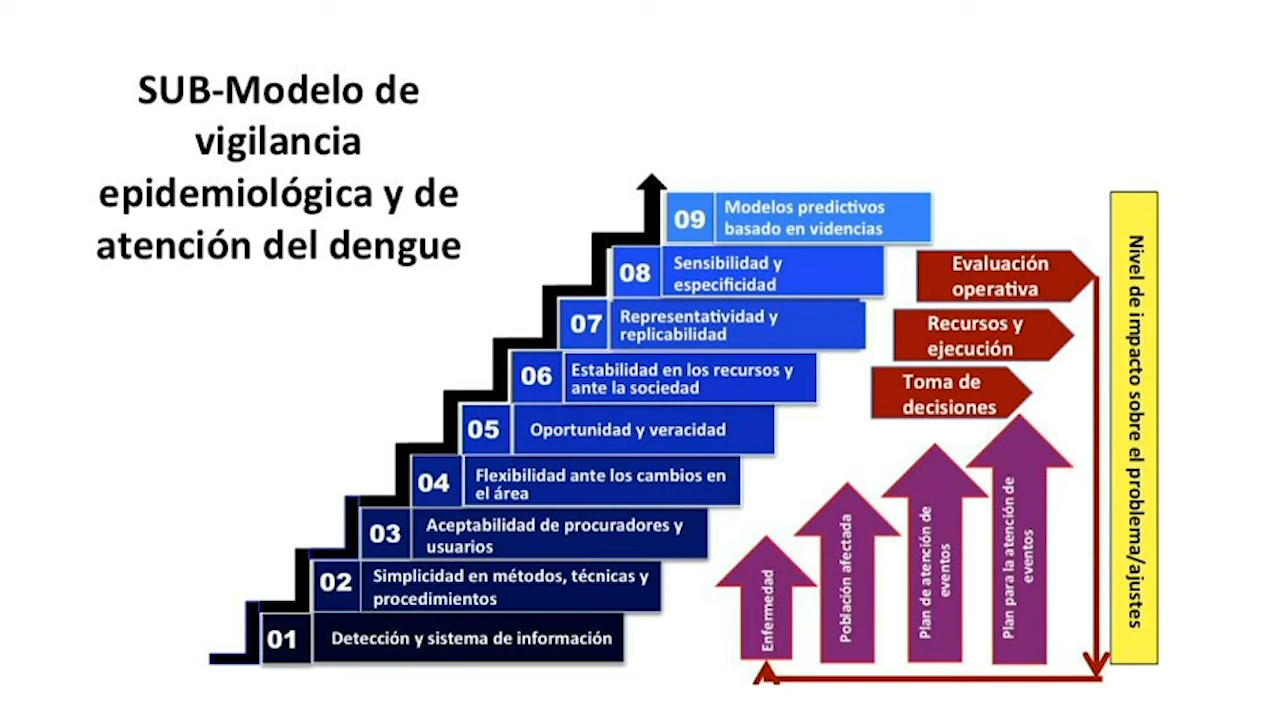 SUB-Modelo de
vigilancia
epidemiológica y de
atención del dengue
09
Modelos predictivos
basado en videncias
08
Sensibilidad y
especificidad
07
Representatividad y
replicabilidad
06
Estabilidad en los recursos y
ante la sociedad
05
Oportunidad y veracidad
04
Flexibilidad ante los cambios en
el área
03
Aceptabilidad de procuradores y
usuarios
02
Simplicidad en métodos, técnicas y
procedimientos
01
Detección y sistema de información
Evaluación
operativa
Recursos y
ejecución
Toma de
decisiones
Enfermedad
Población afectada
Plan de atención de
eventos
Plan para la atención de
eventos
Nivel de impacto sobre el problema/ajustes